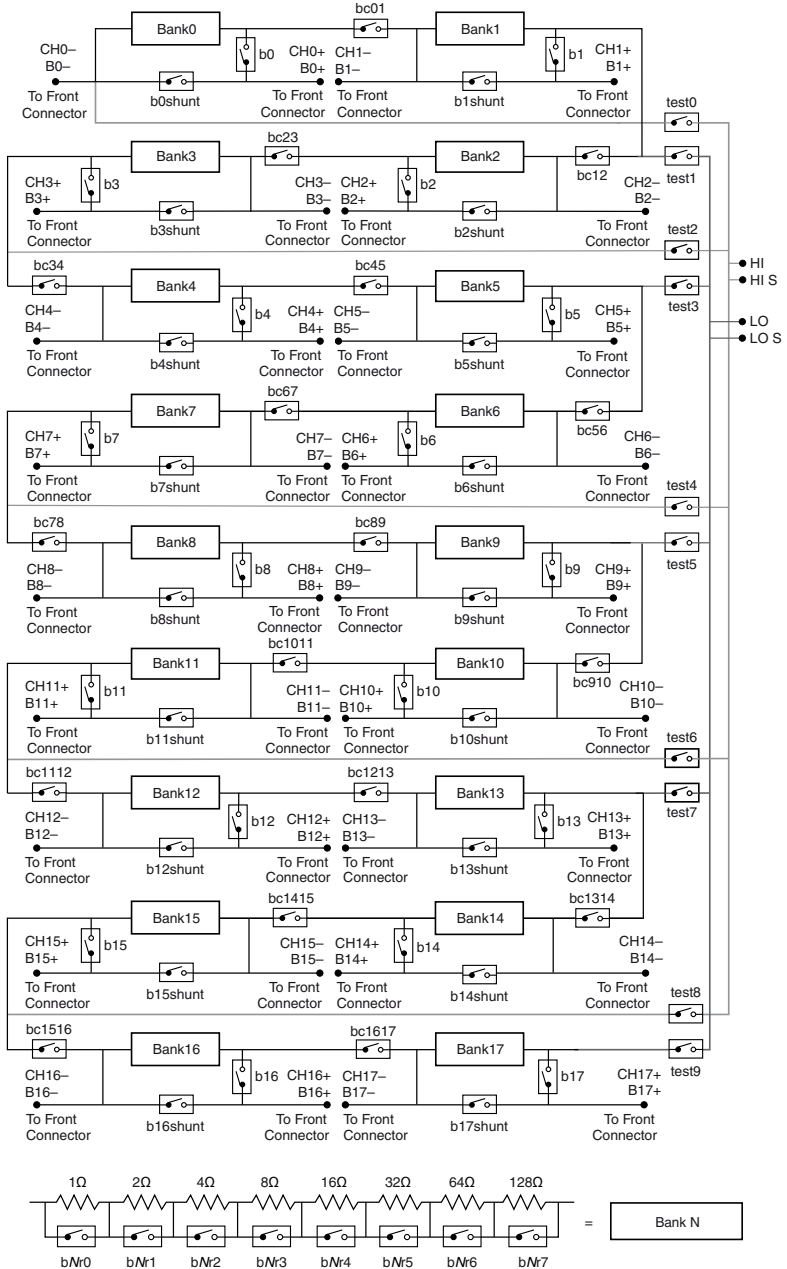 bc01
Bank0 Bank1
CH0– b0 CH0+ CH1– b1 CH1+
B0– B0+ B1– B1+
To Front b0shunt To Front To Front b1shunt To Front
Connector Connector Connector Connector
test0
bc23
Bank3 Bank2 bc12 test1
CH3+ b3 CH3– CH2+ b2 CH2–
B3+ B3– B2+ B2–
To Front b3shunt To Front To Front b2shunt To Front
Connector Connector Connector Connector
test2
HI
HI S
bc34 bc45
Bank4 Bank5 test3
CH4– b4 CH4+ CH5– b5 CH5+
B4– B4+ B5– B5+
LO
LO S
To Front b4shunt To Front To Front b5shunt To Front
Connector Connector Connector Connector
bc67
Bank7 Bank6 bc56
CH7+ b7 CH7– CH6+ b6 CH6–
B7+ B7– B6+ B6–
To Front b7shunt To Front To Front b6shunt To Front
Connector Connector Connector Connector
test4
bc78 bc89
Bank8 Bank9 test5
CH8– b8 CH8+ CH9– b9 CH9+
B8– B8+ B9– B9+
To Front b8shunt To Front To Front b9shunt To Front
Connector Connector Connector Connector
bc1011
Bank11 Bank10 bc910
CH11+ b11 CH11– CH10+ b10 CH10–
B11+ B11– B10+ B10–
To Front b11shunt To Front To Front b10shunt To Front
Connector Connector Connector Connector
test6
bc1112 bc1213
Bank12 Bank13 test7
CH12– b12 CH12+ CH13– b13 CH13+
B12– B12+ B13– B13+
To Front b12shunt To Front To Front b13shunt To Front
Connector Connector Connector Connector
bc1415 bc1314
Bank15 Bank14
CH15+ b15 CH15– CH14+ b14 CH14–
B15+ B15– B14+ B14–
To Front b15shunt To Front To Front b14shunt To Front
Connector Connector Connector Connector
test8
bc1516 bc1617
Bank16 Bank17 test9
CH16– b16 CH16+ CH17– b17 CH17+
B16– B16+ B17– B17+
To Front b16shunt To Front To Front b17shunt To Front
Connector Connector Connector Connector
1Ω 2Ω 4Ω 8Ω 16Ω 32Ω 64Ω 128Ω
= Bank N
bNr0 bNr1 bNr2 bNr3 bNr4 bNr5 bNr6 bNr7